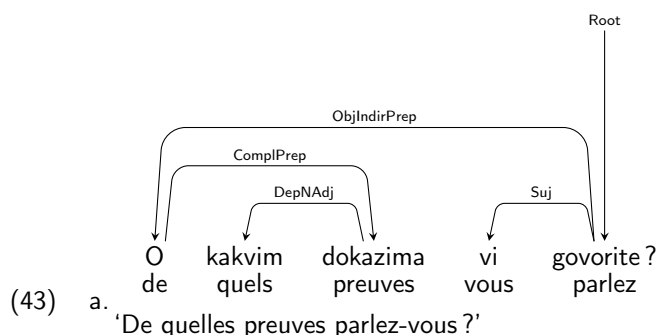 Root
ObjIndirPrep
ComplPrep
DepNAdj Suj
O kakvim dokazima vi govorite ?
de quels preuves vous parlez
(43) a.
‘De quelles preuves parlez-vous ?’